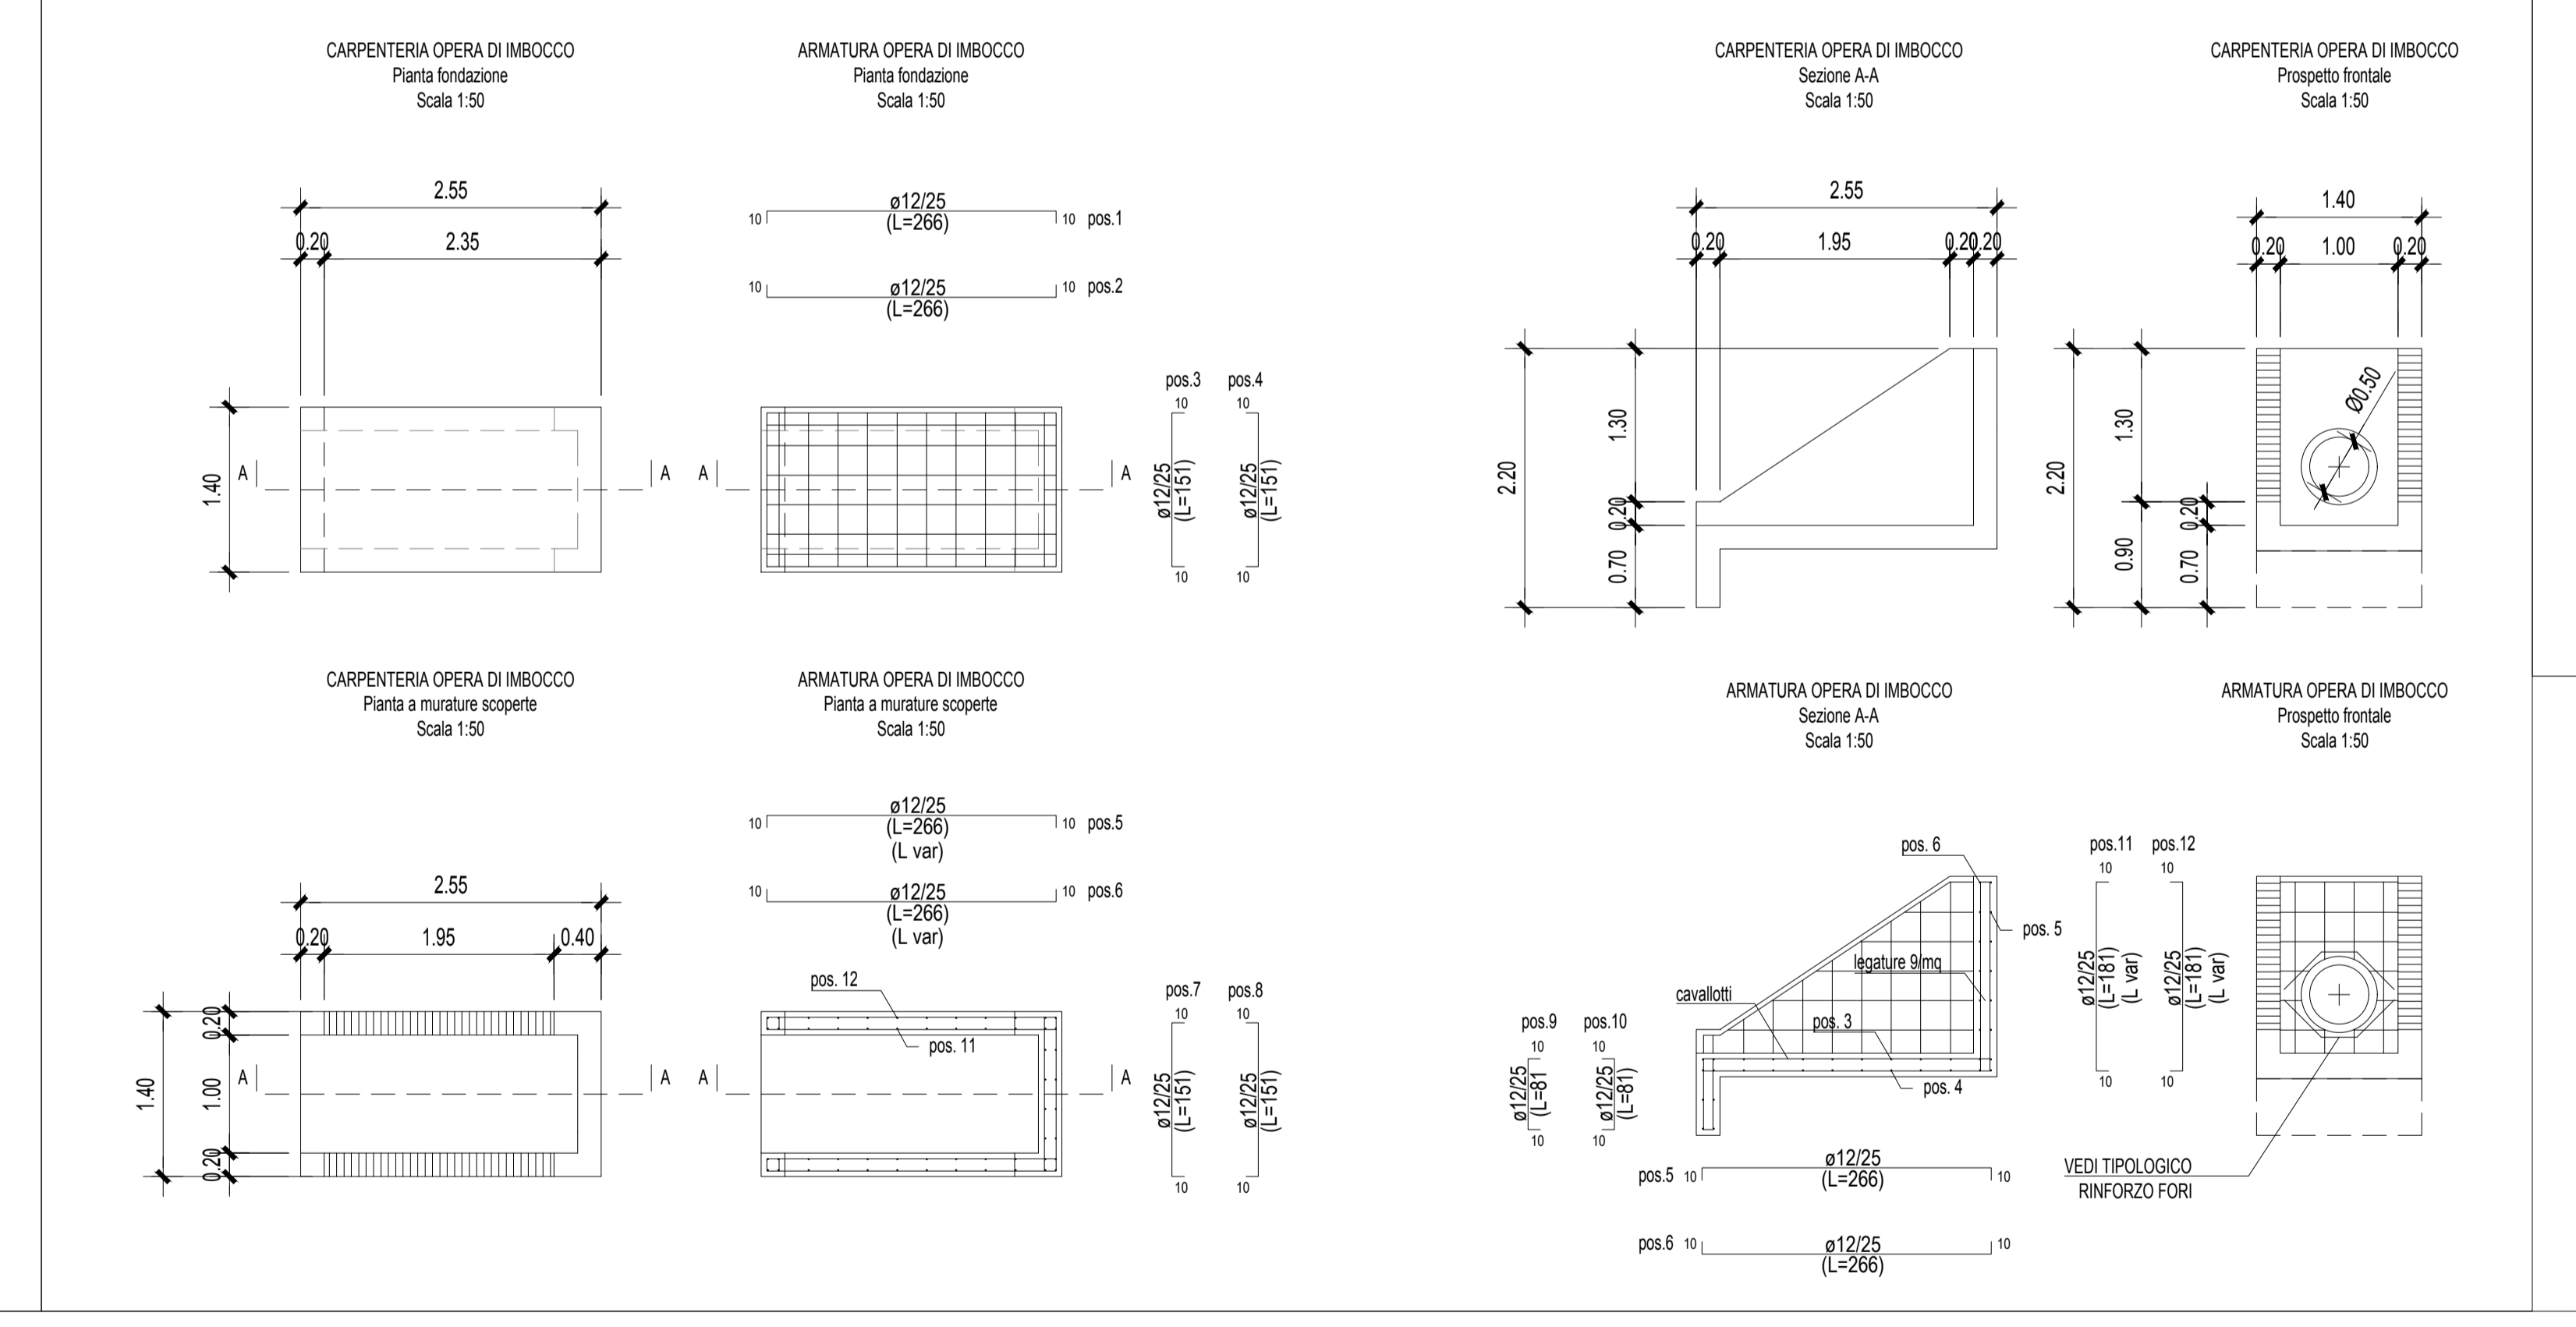 CARPENTERIA OPERA DI IMBOCCO
Pianta fondazione
Scala 1:50
2.55
0.20
2.35
1.40
A
A
ARMATURA OPERA DI IMBOCCO
Pianta fondazione
Scala 1:50
10
ø12/25
(L=266)
10
pos.1
10
ø12/25
(L=266)
10
pos.2
A
A
pos.3
10
ø12/25
(L=151)
10
pos.4
10
ø12/25
(L=151)
10
CARPENTERIA OPERA DI IMBOCCO
Sezione A-A
Scala 1:50
2.55
0.20
1.95
0.20
0.20
2.20
1.30
0.20
0.70
CARPENTERIA OPERA DI IMBOCCO
Prospetto frontale
Scala 1:50
1.40
0.20
1.00
0.20
2.20
1.30
0.90
0.20
0.70
Ø0.50
CARPENTERIA OPERA DI IMBOCCO
Pianta a murature scoperte
Scala 1:50
2.55
0.20
1.95
0.40
1.40
0.20
1.00
0.20
A
A
ARMATURA OPERA DI IMBOCCO
Pianta a murature scoperte
Scala 1:50
10
ø12/25
(L=266)
(L var)
10
pos.5
10
ø12/25
(L=266)
(L var)
10
pos.6
pos. 12
pos. 11
A
A
pos.7
10
ø12/25
(L=151)
10
pos.8
10
ø12/25
(L=151)
10
ARMATURA OPERA DI IMBOCCO
Sezione A-A
Scala 1:50
pos. 6
pos. 5
legature 9/mq
cavallotti
pos. 3
pos. 4
pos.9
10
ø12/25
(L=81
10
pos.10
10
ø12/25
(L=81)
10
pos.5
10
ø12/25
(L=266)
10
pos.6
10
ø12/25
(L=266)
10
ARMATURA OPERA DI IMBOCCO
Prospetto frontale
Scala 1:50
pos.11
10
ø12/25
(L=181)
(L var)
10
pos.12
10
ø12/25
(L=181)
(L var)
10
VEDI TIPOLOGICO
RINFORZO FORI